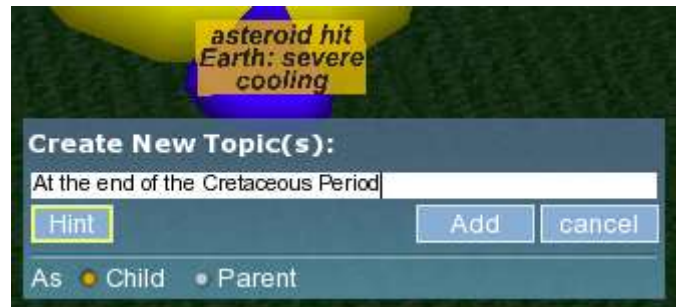 asteroid hit
Earth: severe
cooling
Create New Topic(s):
At the end of the Cretaceous Period
Hint Add cancel
As Child Parent